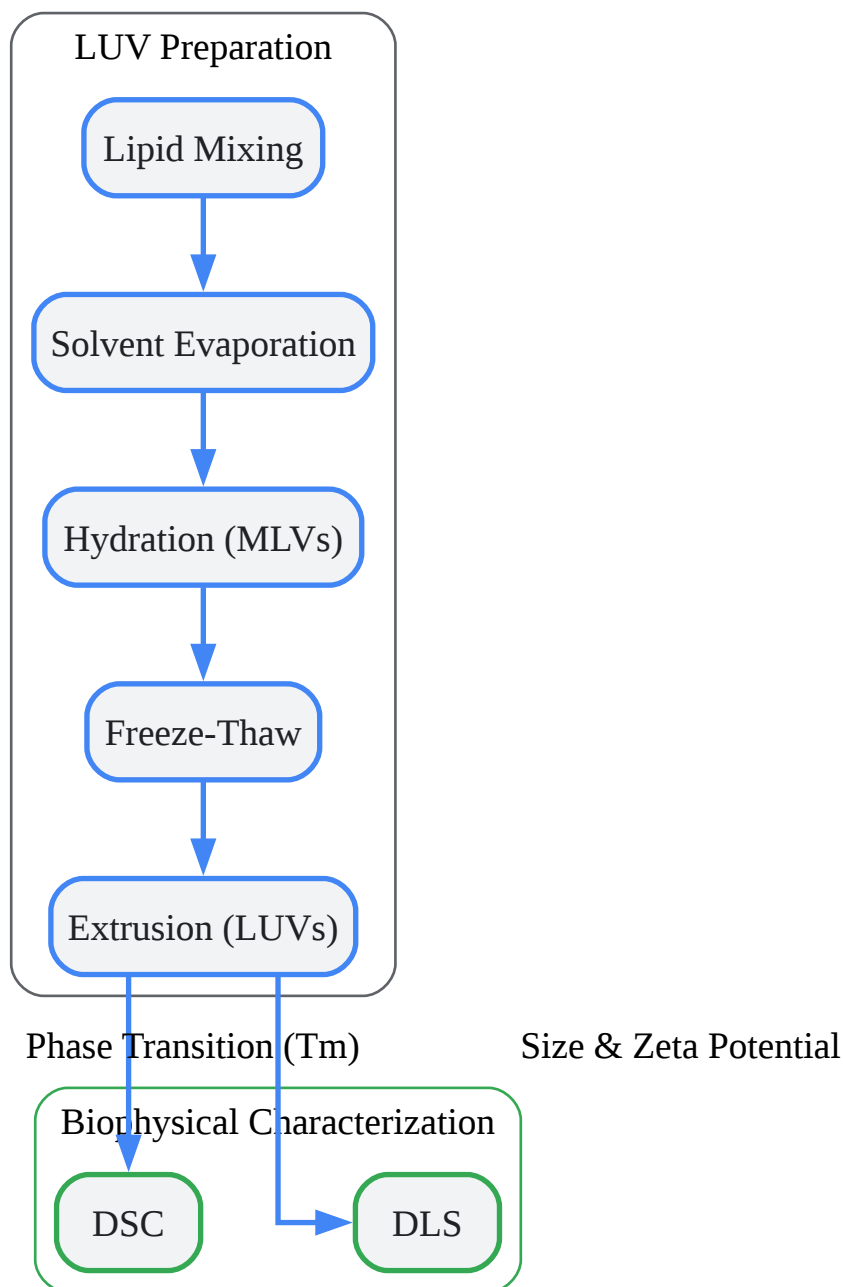 LUV Preparation
Lipid Mixing
Solvent Evaporation
Hydration (MLVs)
Freeze-Thaw
Extrusion (LUVs)
Phase Transition (Tm)
Size & Zeta Potential
Biophysical Characterization
DSC
DLS